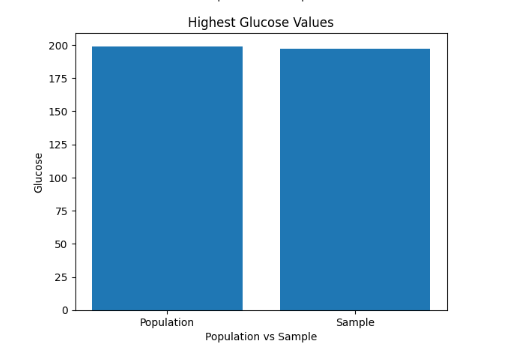 Highest Glucose Values
200
175
150
125
100
75
50
25
0
Glucose
Population
Sample
Population vs Sample